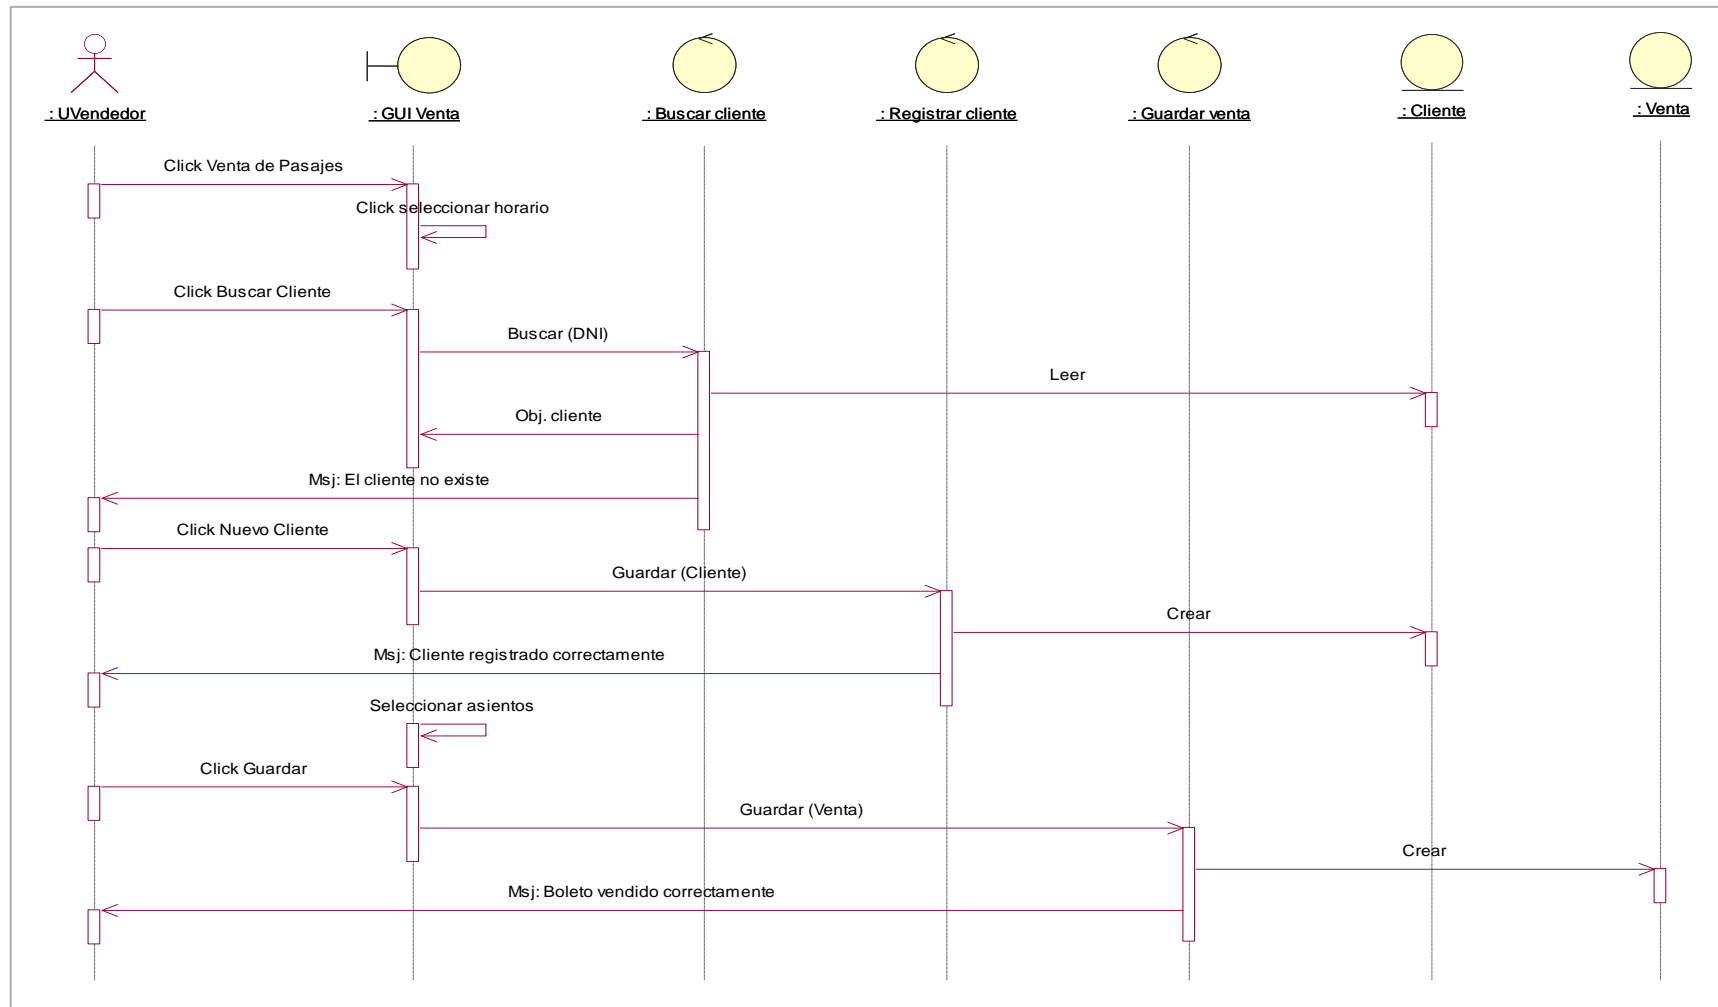 : UVendedor
: GUI Venta
: Buscar cliente
: Registrar cliente
: Guardar venta
: Cliente
: Venta
Click Venta de Pasajes
Click seleccionar horario
Click Buscar Cliente
Buscar (DNI)
Leer
Obj. cliente
Msj: El cliente no existe
Click Nuevo Cliente
Guardar (Cliente)
Crear
Msj: Cliente registrado correctamente
Seleccionar asientos
Click Guardar
Guardar (Venta)
Crear
Msj: Boleto vendido correctamente